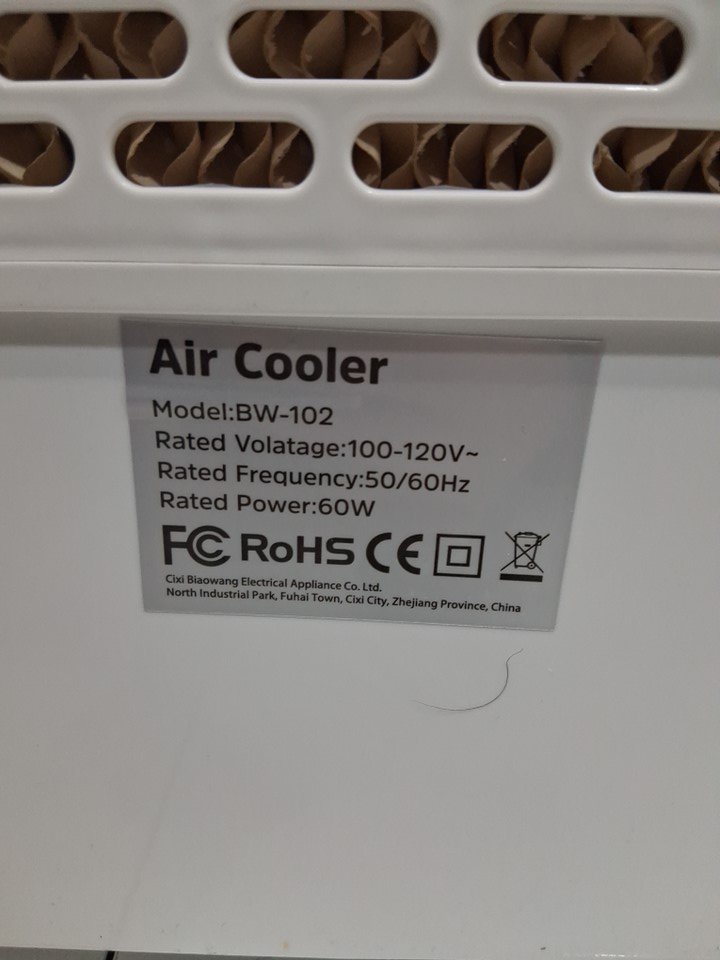 Air Cooler
Model:BW-102
Rated Volatage:100-120V~
Rated Frequency:50/60Hz
Rated Power:60W
FC RoHS CE
Cixi Biaowang Electrical Appliance Co. Ltd.
North Industrial Park, Fuhai Town, Cixi City, Zhejiang Province, China